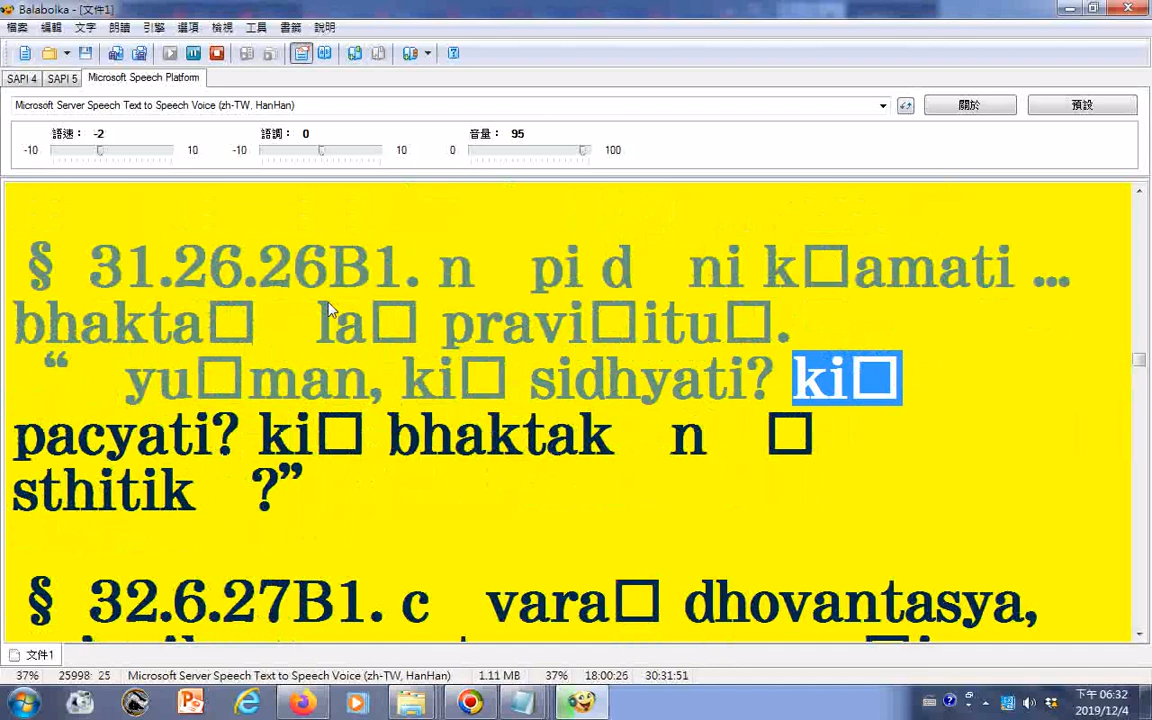 Balabolka - [文件1]
檔案 編輯 文字 朗讀 引擎 選項 檢視 工具 書籤 說明
SAPI 4 SAPI 5 Microsoft Speech Platform
Microsoft Server Speech Text to Speech Voice (zh-TW, HanHan) 關於 預設
語速： -2 語調： 0 音量： 95
-10 10 -10 10 0 100
§ 31.26.26B1. n pi d ni k□amati ...
bhakta□ la□ pravi□itu□.
“ yu□man, ki□ sidhyati? ki□
pacyati? ki□ bhaktak n □
sthitik ?”
§ 32.6.27B1. c vara□ dhovantasya,
文件1
37% 25998: 25 Microsoft Server Speech Text to Speech Voice (zh-TW, HanHan) 1.11 MB 37% 18:00:26 30:31:51
下午 06:32
2019/12/4